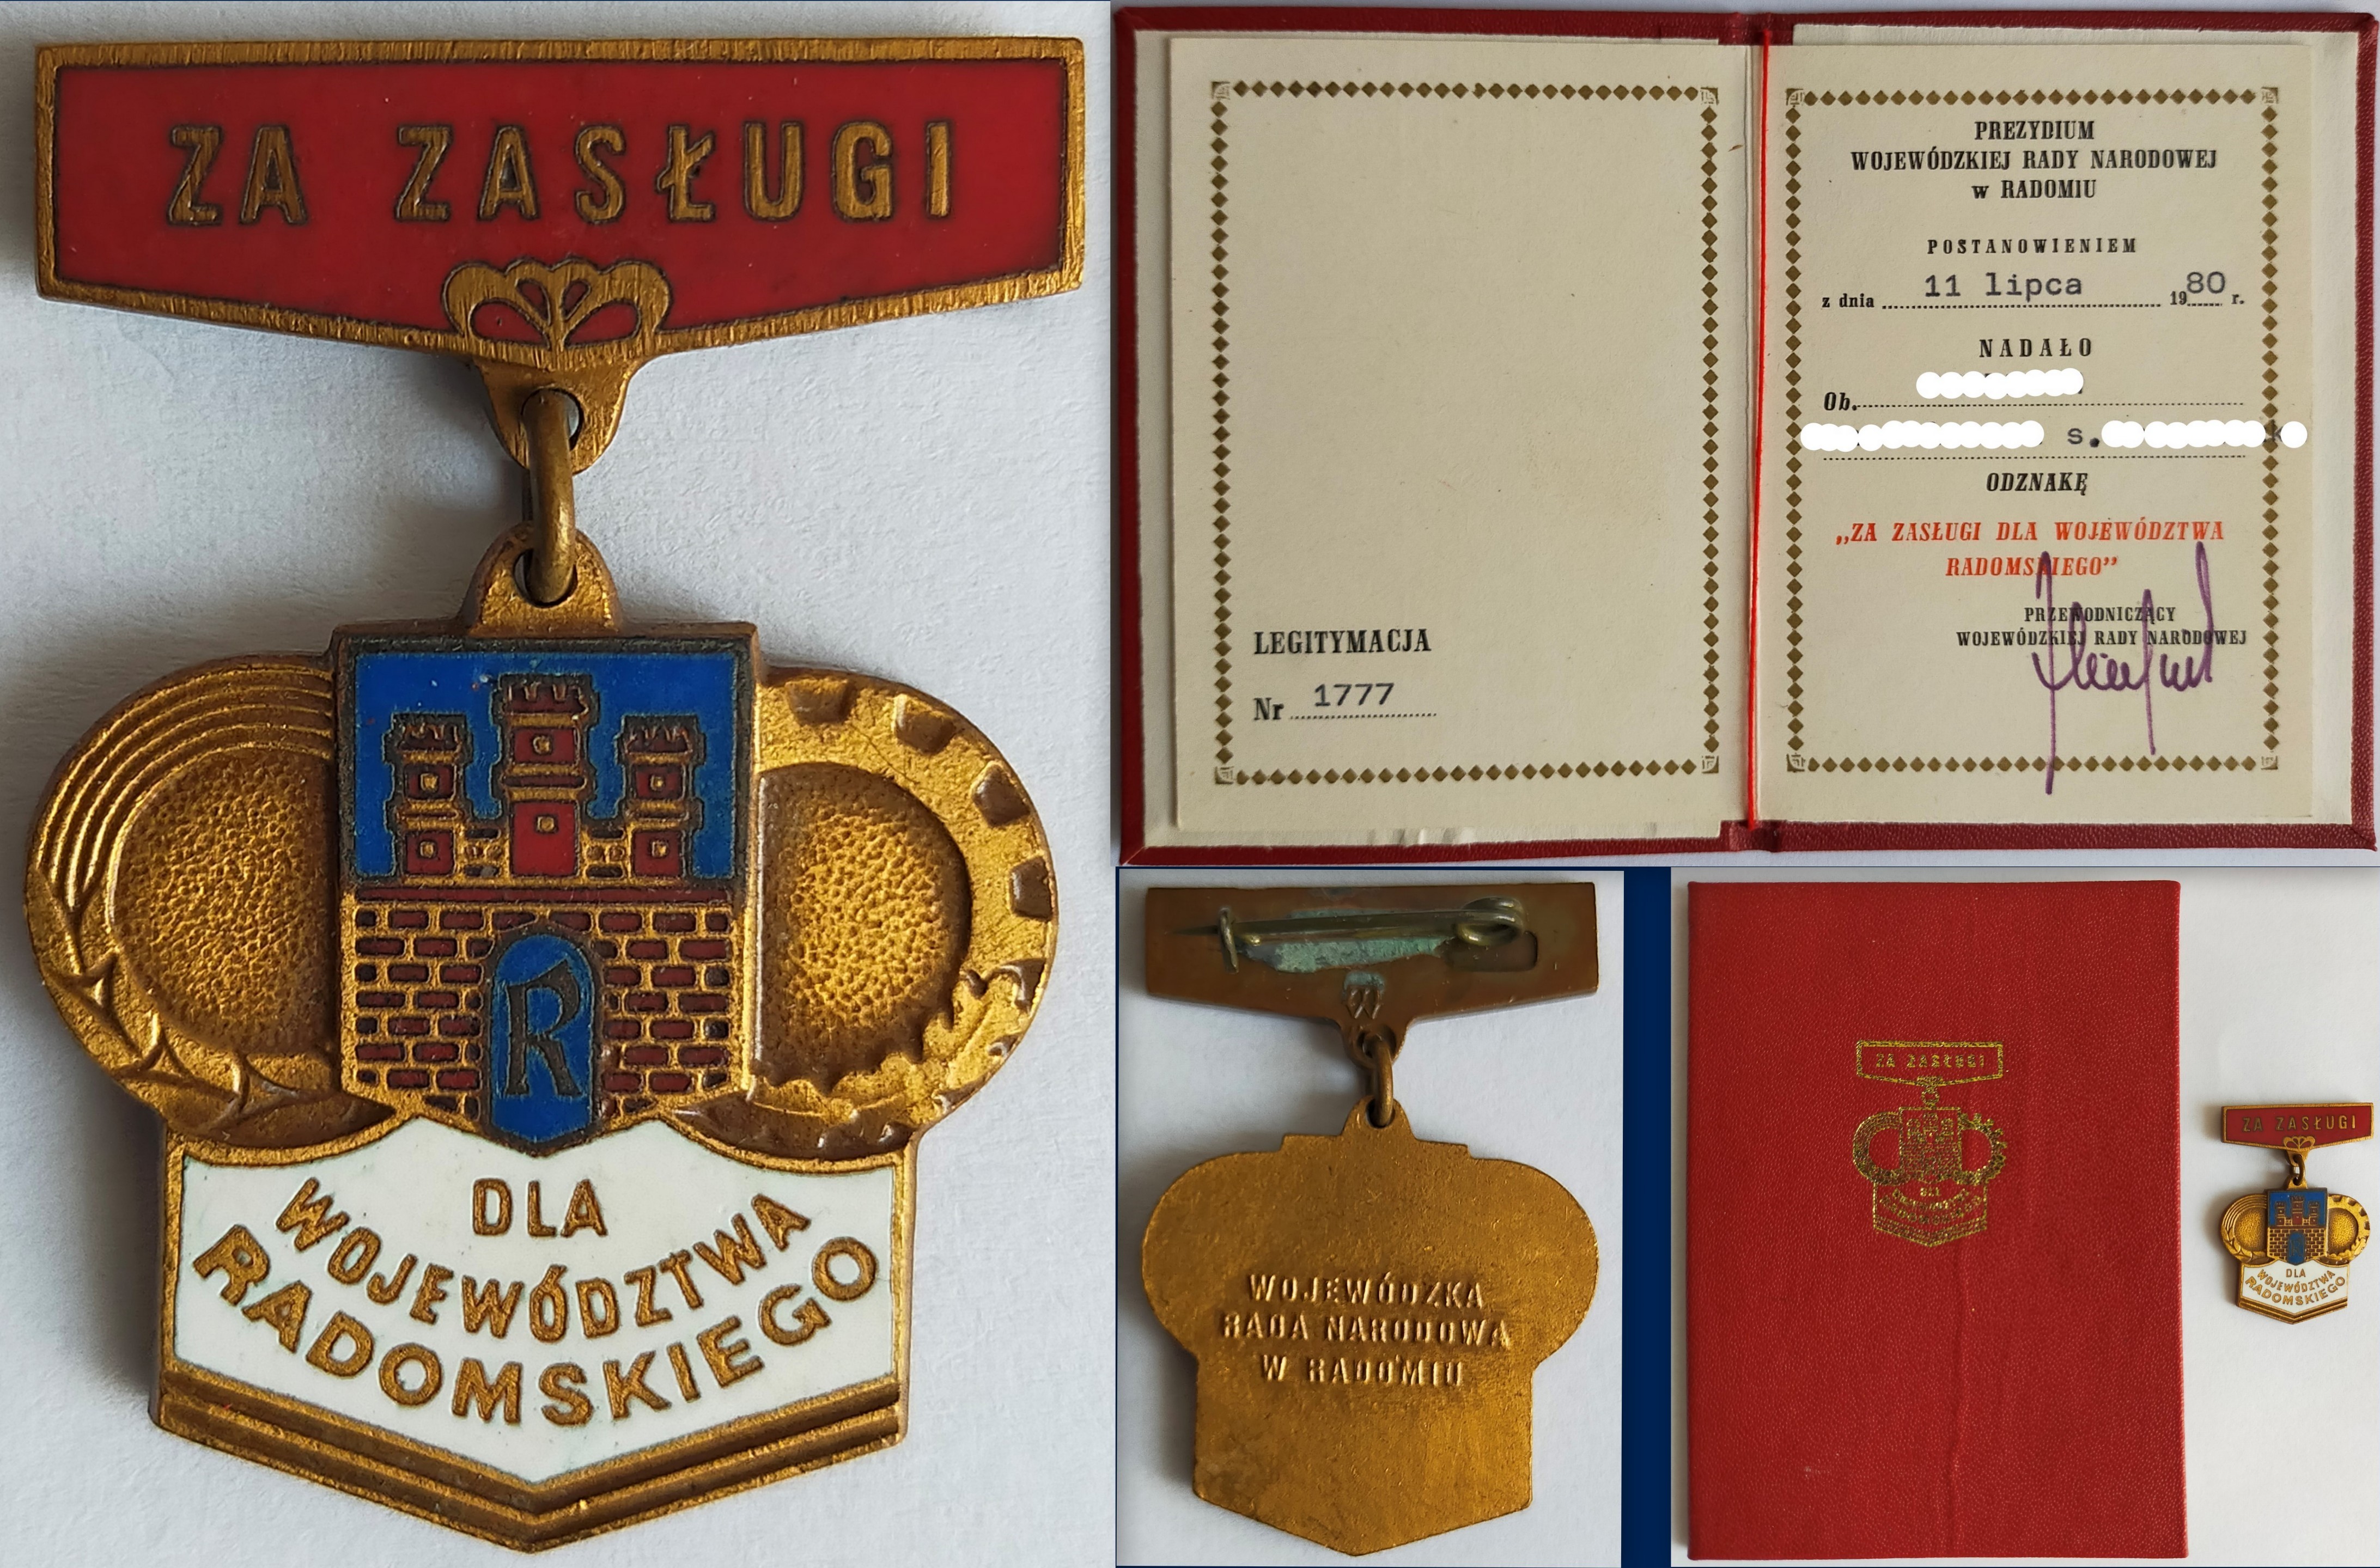 ZA ZASŁUGI
R
DLA
WOJEWÓDZTWA
RADOMSKIEGO
LEGITYMACJA
Nr 1777
PREZYDIUM
WOJEWÓDZKIEJ RADY NARODOWEJ
w RADOMIU
POSTANOWIENIEM
z dnia 11 lipca 1980 r.
NADAŁO
Ob.
s.
ODZNAKĘ
„ZA ZASŁUGI DLA WOJEWÓDZTWA
RADOMSKIEGO”
PRZEWODNICZĄCY
WOJEWÓDZKIEJ RADY NARODOWEJ
WOJEWÓDZKA
RADA NARODOWA
W RADOMIU
ZA ZASŁUGI
DLA
ZA ZASŁUGI
DLA
WOJEWÓDZTWA
RADOMSKIEGO